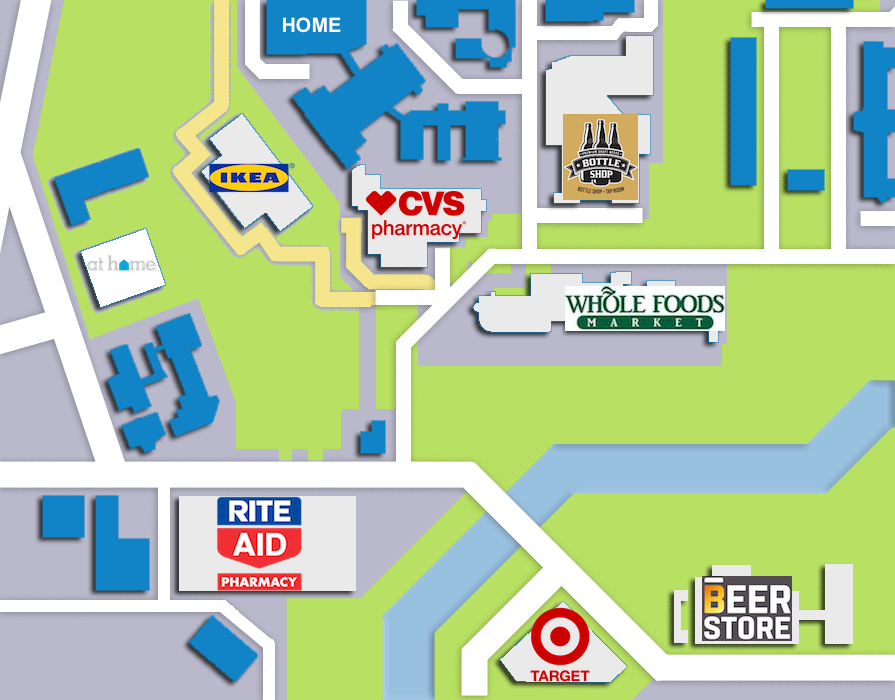 HOME
BOTTLE
SHOP
BOTTLE SHOP • TAP ROOM
IKEA®
CVS
pharmacy®
at home
WHOLE FOODS
MARKET
RITE
AID
PHARMACY
BEER
STORE
TARGET